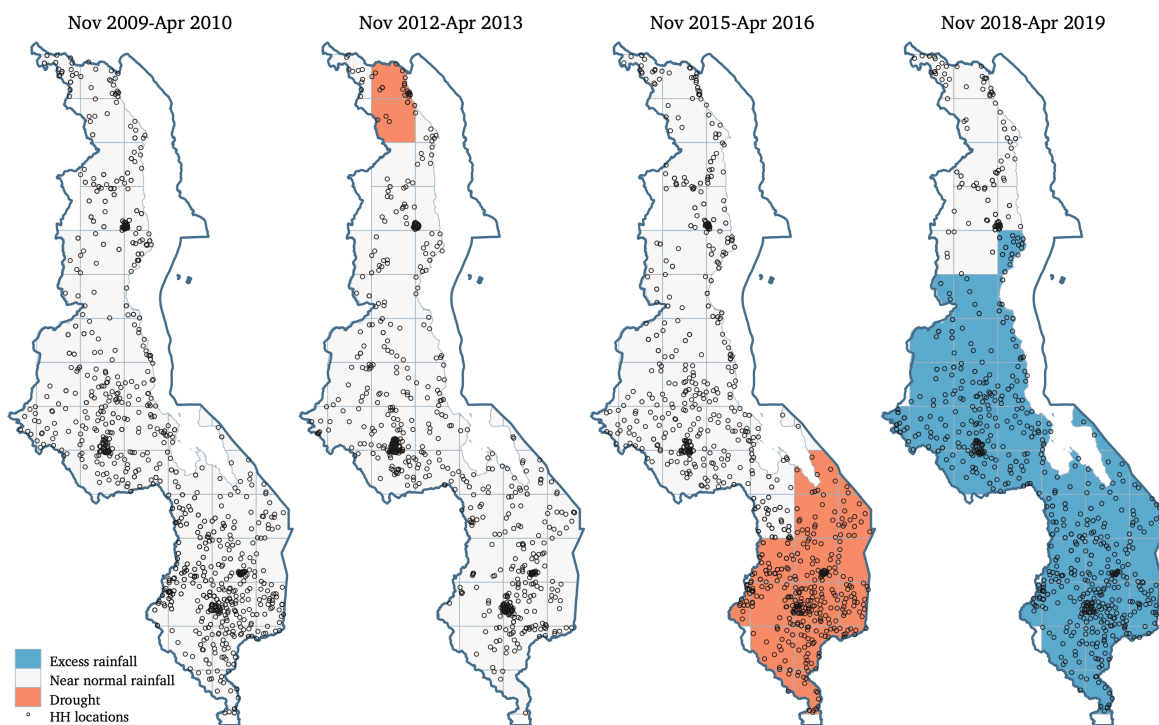 Nov 2009-Apr 2010
Nov 2012-Apr 2013
Nov 2015-Apr 2016
Nov 2018-Apr 2019
Excess rainfall
Near normal rainfall
Drought
HH locations